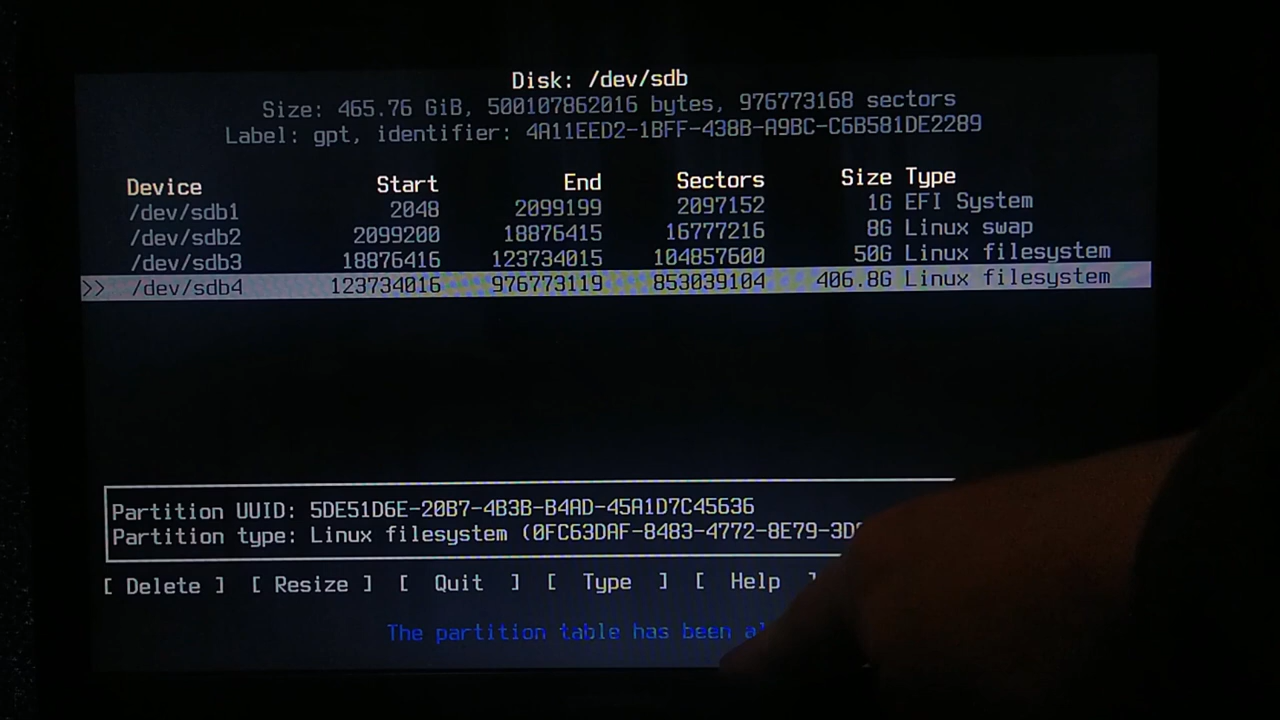 Disk: /dev/sdb
Size: 465.76 GiB, 500107862016 bytes, 976773168 sectors
Label: gpt, identifier: 4A11EED2-1BFF-438B-A9BC-C6B581DE2289
Device Start End Sectors Size Type
/dev/sdb1 2048 2099199 2097152 1G EFI System
/dev/sdb2 2099200 18876415 16777216 8G Linux swap
/dev/sdb3 18876416 123734015 104857600 50G Linux filesystem
>> /dev/sdb4 123734016 976773119 853039104 406.8G Linux filesystem
Partition UUID: 5DE51D6E-20B7-4B3B-B4AD-45A1D7C45636
Partition type: Linux filesystem (0FC63DAF-8483-4772-8E79-3D
[ Delete ] [ Resize ] [ Quit ] [ Type ] [ Help ]
The partition table has been